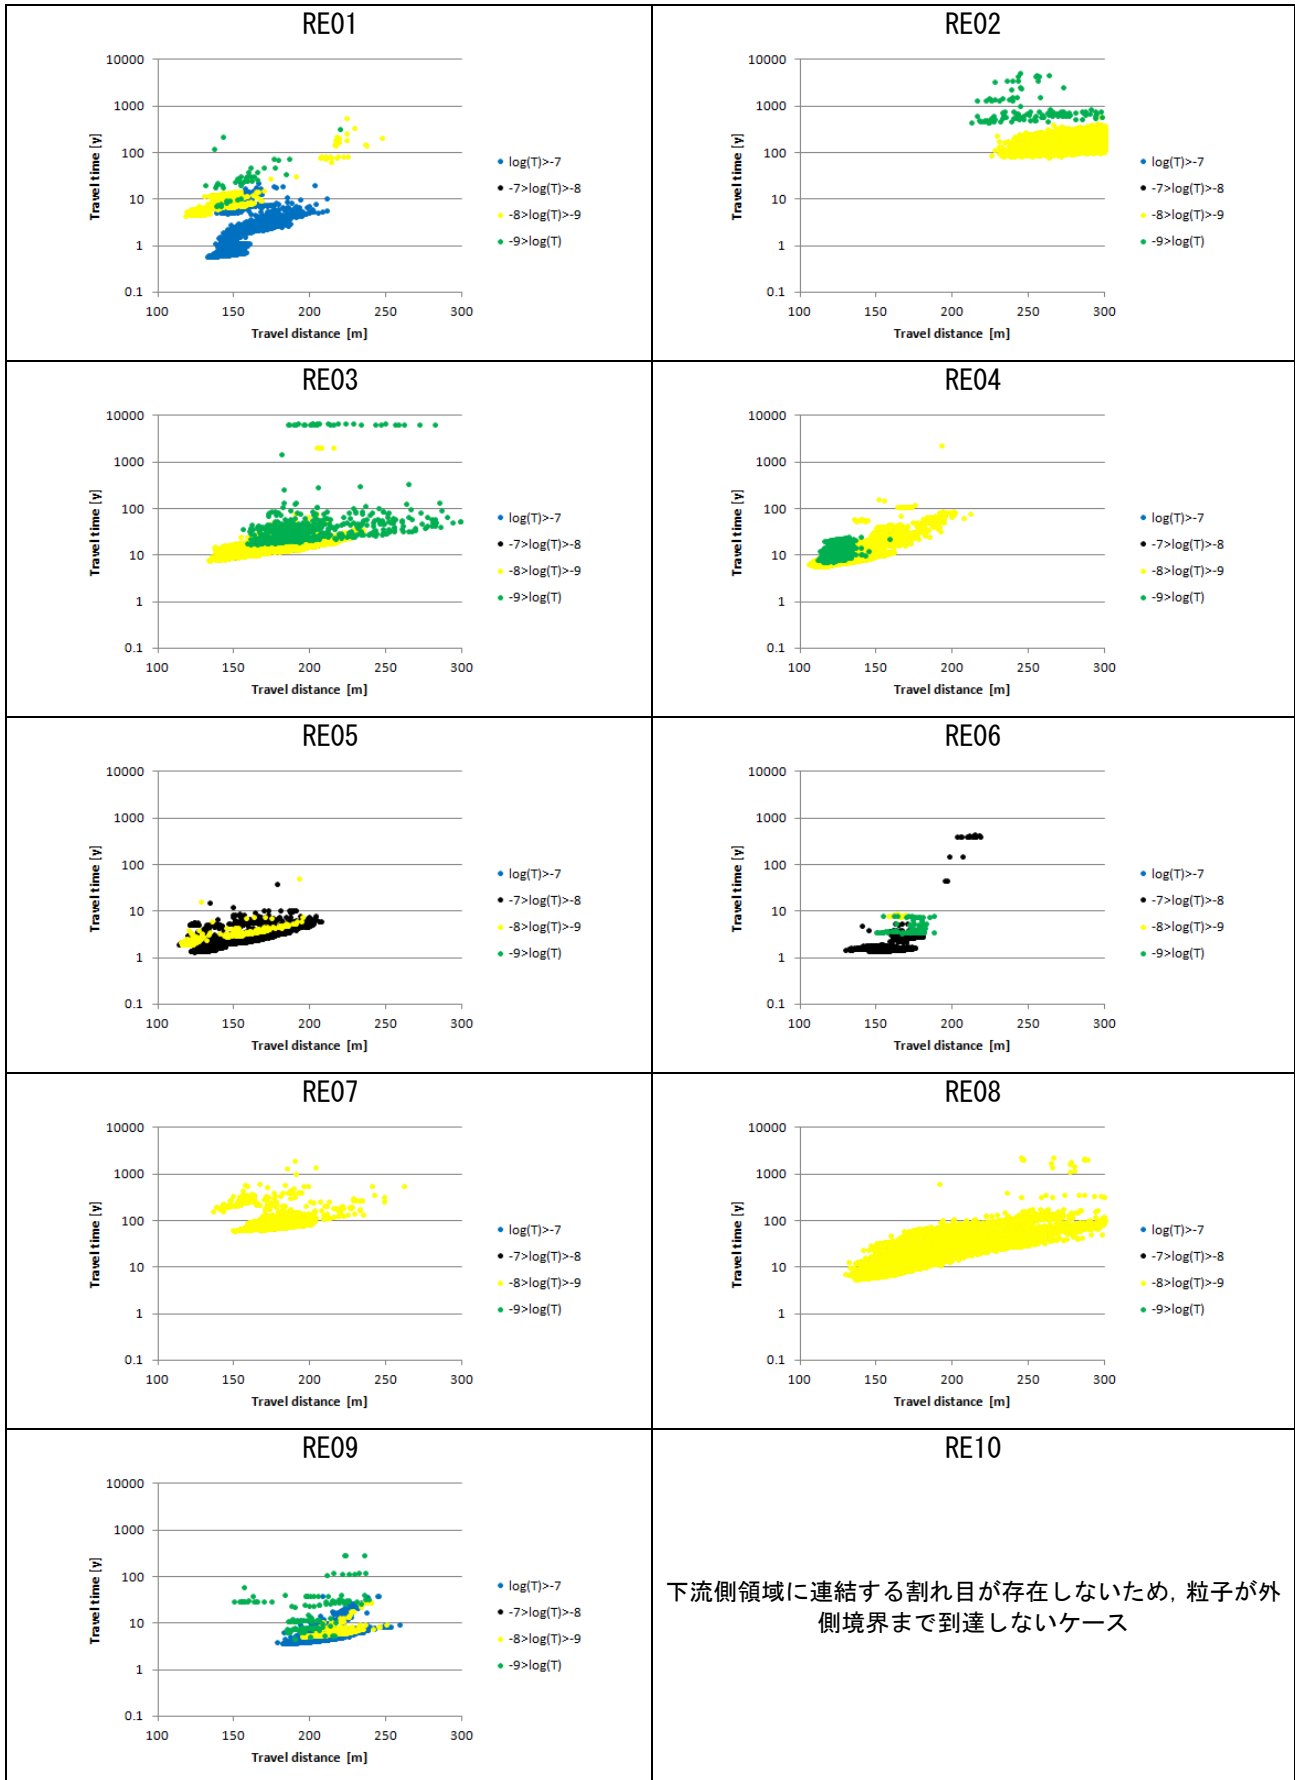 RE01
10000
1000
100
10
1
0.1
100
150
200
250
300
Travel time [y]
Travel distance [m]
log(T)>-7
-7>log(T)>-8
-8>log(T)>-9
-9>log(T)
RE02
10000
1000
100
10
1
0.1
100
150
200
250
300
Travel time [y]
Travel distance [m]
log(T)>-7
-7>log(T)>-8
-8>log(T)>-9
-9>log(T)
RE03
10000
1000
100
10
1
0.1
100
150
200
250
300
Travel time [y]
Travel distance [m]
log(T)>-7
-7>log(T)>-8
-8>log(T)>-9
-9>log(T)
RE04
10000
1000
100
10
1
0.1
100
150
200
250
300
Travel time [y]
Travel distance [m]
log(T)>-7
-7>log(T)>-8
-8>log(T)>-9
-9>log(T)
RE05
10000
1000
100
10
1
0.1
100
150
200
250
300
Travel time [y]
Travel distance [m]
log(T)>-7
-7>log(T)>-8
-8>log(T)>-9
-9>log(T)
RE06
10000
1000
100
10
1
0.1
100
150
200
250
300
Travel time [y]
Travel distance [m]
log(T)>-7
-7>log(T)>-8
-8>log(T)>-9
-9>log(T)
RE07
10000
1000
100
10
1
0.1
100
150
200
250
300
Travel time [y]
Travel distance [m]
log(T)>-7
-7>log(T)>-8
-8>log(T)>-9
-9>log(T)
RE08
10000
1000
100
10
1
0.1
100
150
200
250
300
Travel time [y]
Travel distance [m]
log(T)>-7
-7>log(T)>-8
-8>log(T)>-9
-9>log(T)
RE09
10000
1000
100
10
1
0.1
100
150
200
250
300
Travel time [y]
Travel distance [m]
log(T)>-7
-7>log(T)>-8
-8>log(T)>-9
-9>log(T)
RE10
下流側領域に連結する割れ目が存在しないため，粒子が外
側境界まで到達しないケース